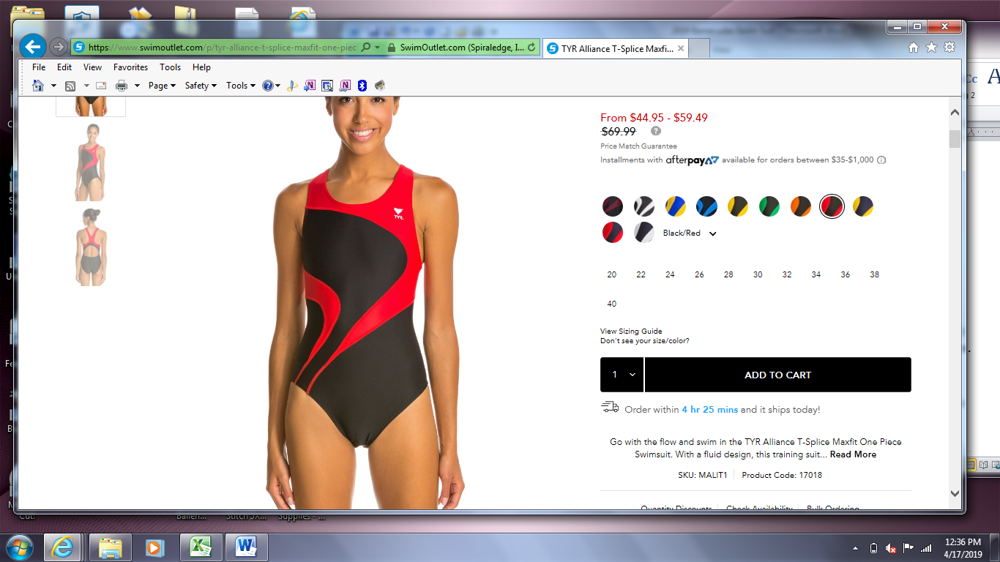 https://www.swimoutlet.com/p/tyr-alliance-t-splice-maxfit-one-piec
SwimOutlet.com (Spiraledge, I...
TYR Alliance T-Splice Maxfi...
File Edit View Favorites Tools Help
Page Safety Tools
From $44.95 - $59.49
$69.99
Price Match Guarantee
Installments with afterpay available for orders between $35-$1,000
TYR
Black/Red
20 22 24 26 28 30 32 34 36 38
40
View Sizing Guide
Don't see your size/color?
1 ADD TO CART
Order within 4 hr 25 mins and it ships today!
Go with the flow and swim in the TYR Alliance T-Splice Maxfit One Piece
Swimsuit. With a fluid design, this training suit... Read More
SKU: MALIT1 Product Code: 17018
Quantity Discounts Check Availability Bulk Ordering
Cut! Stitch JX... Supplies - ...
12:36 PM
4/17/2019